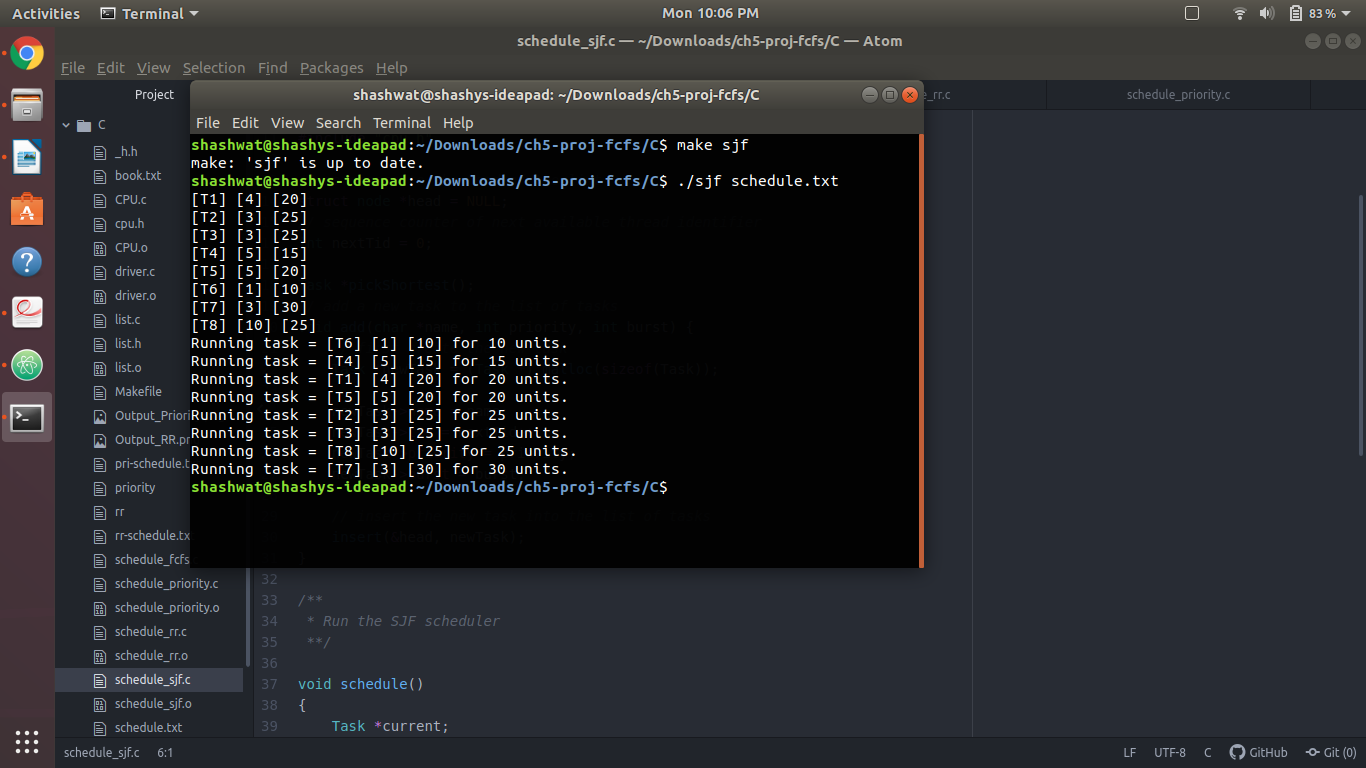 Activities
Terminal
Mon 10:06 PM
83 %
schedule_sjf.c — ~/Downloads/ch5-proj-fcfs/C — Atom
File Edit View Selection Find Packages Help
Project
_rr.c
schedule_priority.c
C
_h.h
book.txt
CPU.c
cpu.h
CPU.o
driver.c
driver.o
list.c
list.h
list.o
Makefile
Output_Priori
Output_RR.pn
pri-schedule.t
priority
rr
rr-schedule.tx
schedule_fcfs
schedule_priority.c
schedule_priority.o
schedule_rr.c
schedule_rr.o
schedule_sjf.c
schedule_sjf.o
schedule.txt
shashwat@shashys-ideapad: ~/Downloads/ch5-proj-fcfs/C
File Edit View Search Terminal Help
shashwat@shashys-ideapad:~/Downloads/ch5-proj-fcfs/C$ make sjf
make: 'sjf' is up to date.
shashwat@shashys-ideapad:~/Downloads/ch5-proj-fcfs/C$ ./sjf schedule.txt
[T1] [4] [20]
[T2] [3] [25]
[T3] [3] [25]
[T4] [5] [15]
[T5] [5] [20]
[T6] [1] [10]
[T7] [3] [30]
[T8] [10] [25]
Running task = [T6] [1] [10] for 10 units.
Running task = [T4] [5] [15] for 15 units.
Running task = [T1] [4] [20] for 20 units.
Running task = [T5] [5] [20] for 20 units.
Running task = [T2] [3] [25] for 25 units.
Running task = [T3] [3] [25] for 25 units.
Running task = [T8] [10] [25] for 25 units.
Running task = [T7] [3] [30] for 30 units.
shashwat@shashys-ideapad:~/Downloads/ch5-proj-fcfs/C$
32
33 /**
34 * Run the SJF scheduler
35 **/
36
37 void schedule()
38 {
39 Task *current;
schedule_sjf.c 6:1
LF UTF-8 C GitHub Git (0)